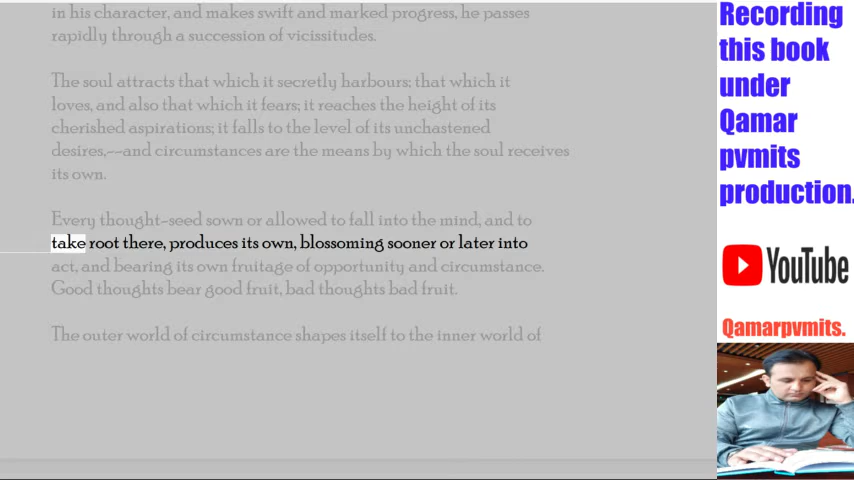 in his character, and makes swift and marked progress, he passes
rapidly through a succession of vicissitudes.
The soul attracts that which it secretly harbours; that which it
loves, and also that which it fears; it reaches the height of its
cherished aspirations; it falls to the level of its unchastened
desires,--and circumstances are the means by which the soul receives
its own.
Every thought-seed sown or allowed to fall into the mind, and to
take root there, produces its own, blossoming sooner or later into
act, and bearing its own fruitage of opportunity and circumstance.
Good thoughts bear good fruit, bad thoughts bad fruit.
The outer world of circumstance shapes itself to the inner world of
Recording
this book
under
Qamar
pvmits
production.
YouTube
Qamarpvmits.